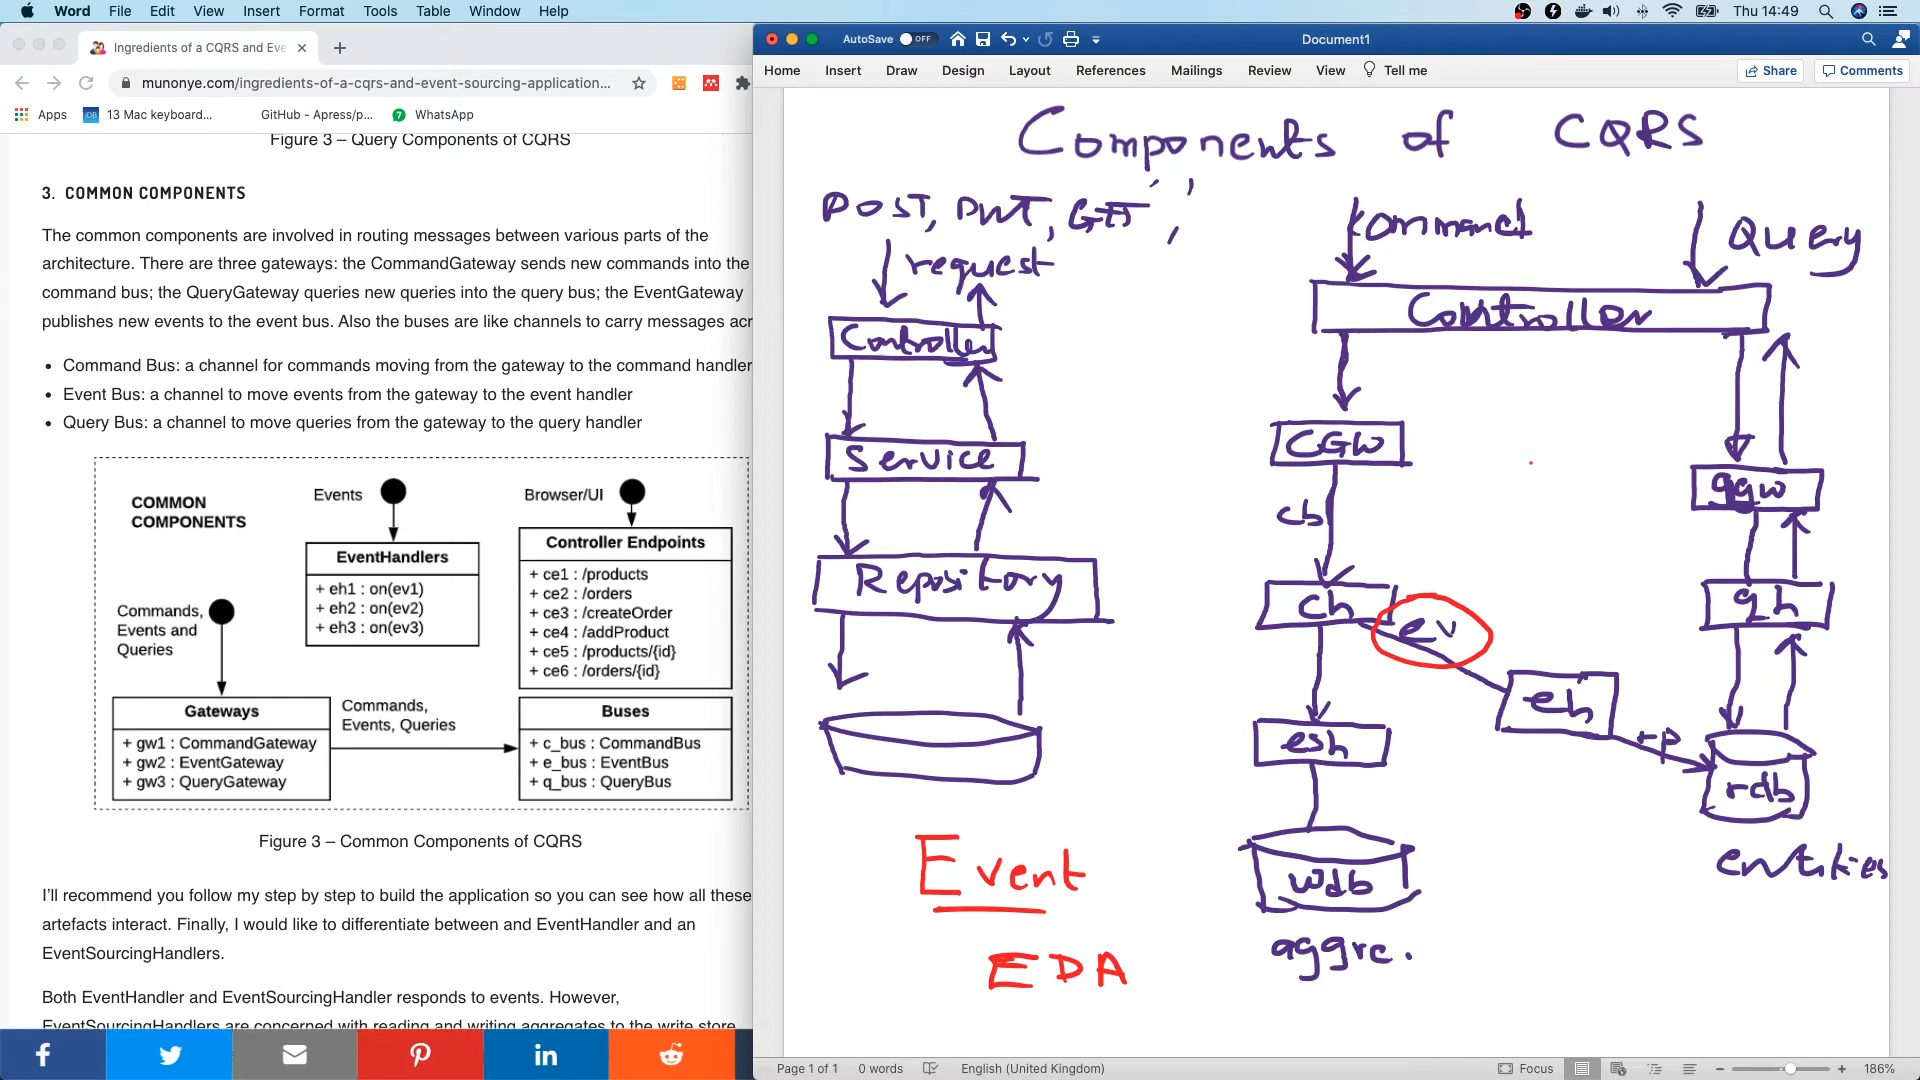 Word File Edit View Insert Format Tools Table Window Help Thu 14:49
Ingredients of a CQRS and Eve
munonye.com/ingredients-of-a-cqrs-and-event-sourcing-application...
Apps 13 Mac keyboard... GitHub - Apress/p... WhatsApp
Figure 3 – Query Components of CQRS
3. COMMON COMPONENTS
The common components are involved in routing messages between various parts of the
architecture. There are three gateways: the CommandGateway sends new commands into the
command bus; the QueryGateway queries new queries into the query bus; the EventGateway
publishes new events to the event bus. Also the buses are like channels to carry messages acr
• Command Bus: a channel for commands moving from the gateway to the command handler
• Event Bus: a channel to move events from the gateway to the event handler
• Query Bus: a channel to move queries from the gateway to the query handler
COMMON
COMPONENTS
Events
EventHandlers
+ eh1 : on(ev1)
+ eh2 : on(ev2)
+ eh3 : on(ev3)
Browser/UI
Controller Endpoints
+ ce1 : /products
+ ce2 : /orders
+ ce3 : /createOrder
+ ce4 : /addProduct
+ ce5 : /products/{id}
+ ce6 : /orders/{id}
Commands,
Events and
Queries
Gateways
+ gw1 : CommandGateway
+ gw2 : EventGateway
+ gw3 : QueryGateway
Commands,
Events, Queries
Buses
+ c_bus : CommandBus
+ e_bus : EventBus
+ q_bus : QueryBus
Figure 3 – Common Components of CQRS
I'll recommend you follow my step by step to build the application so you can see how all these
artefacts interact. Finally, I would like to differentiate between and EventHandler and an
EventSourcingHandlers.
Both EventHandler and EventSourcingHandler responds to events. However,
EventSourcingHandlers are concerned with reading and writing aggregates to the write store
AutoSave OFF Document1
Home Insert Draw Design Layout References Mailings Review View Tell me Share Comments
Components of CQRS
POST, PUT, GET,
request
Controller
Service
Repository
Event
EDA
Command
Query
Controller
CGW
cb
ch
ev
esh
wdb
aggre.
eh
rp
qgw
qh
rdb
entities
Page 1 of 1 0 words English (United Kingdom) Focus 186%